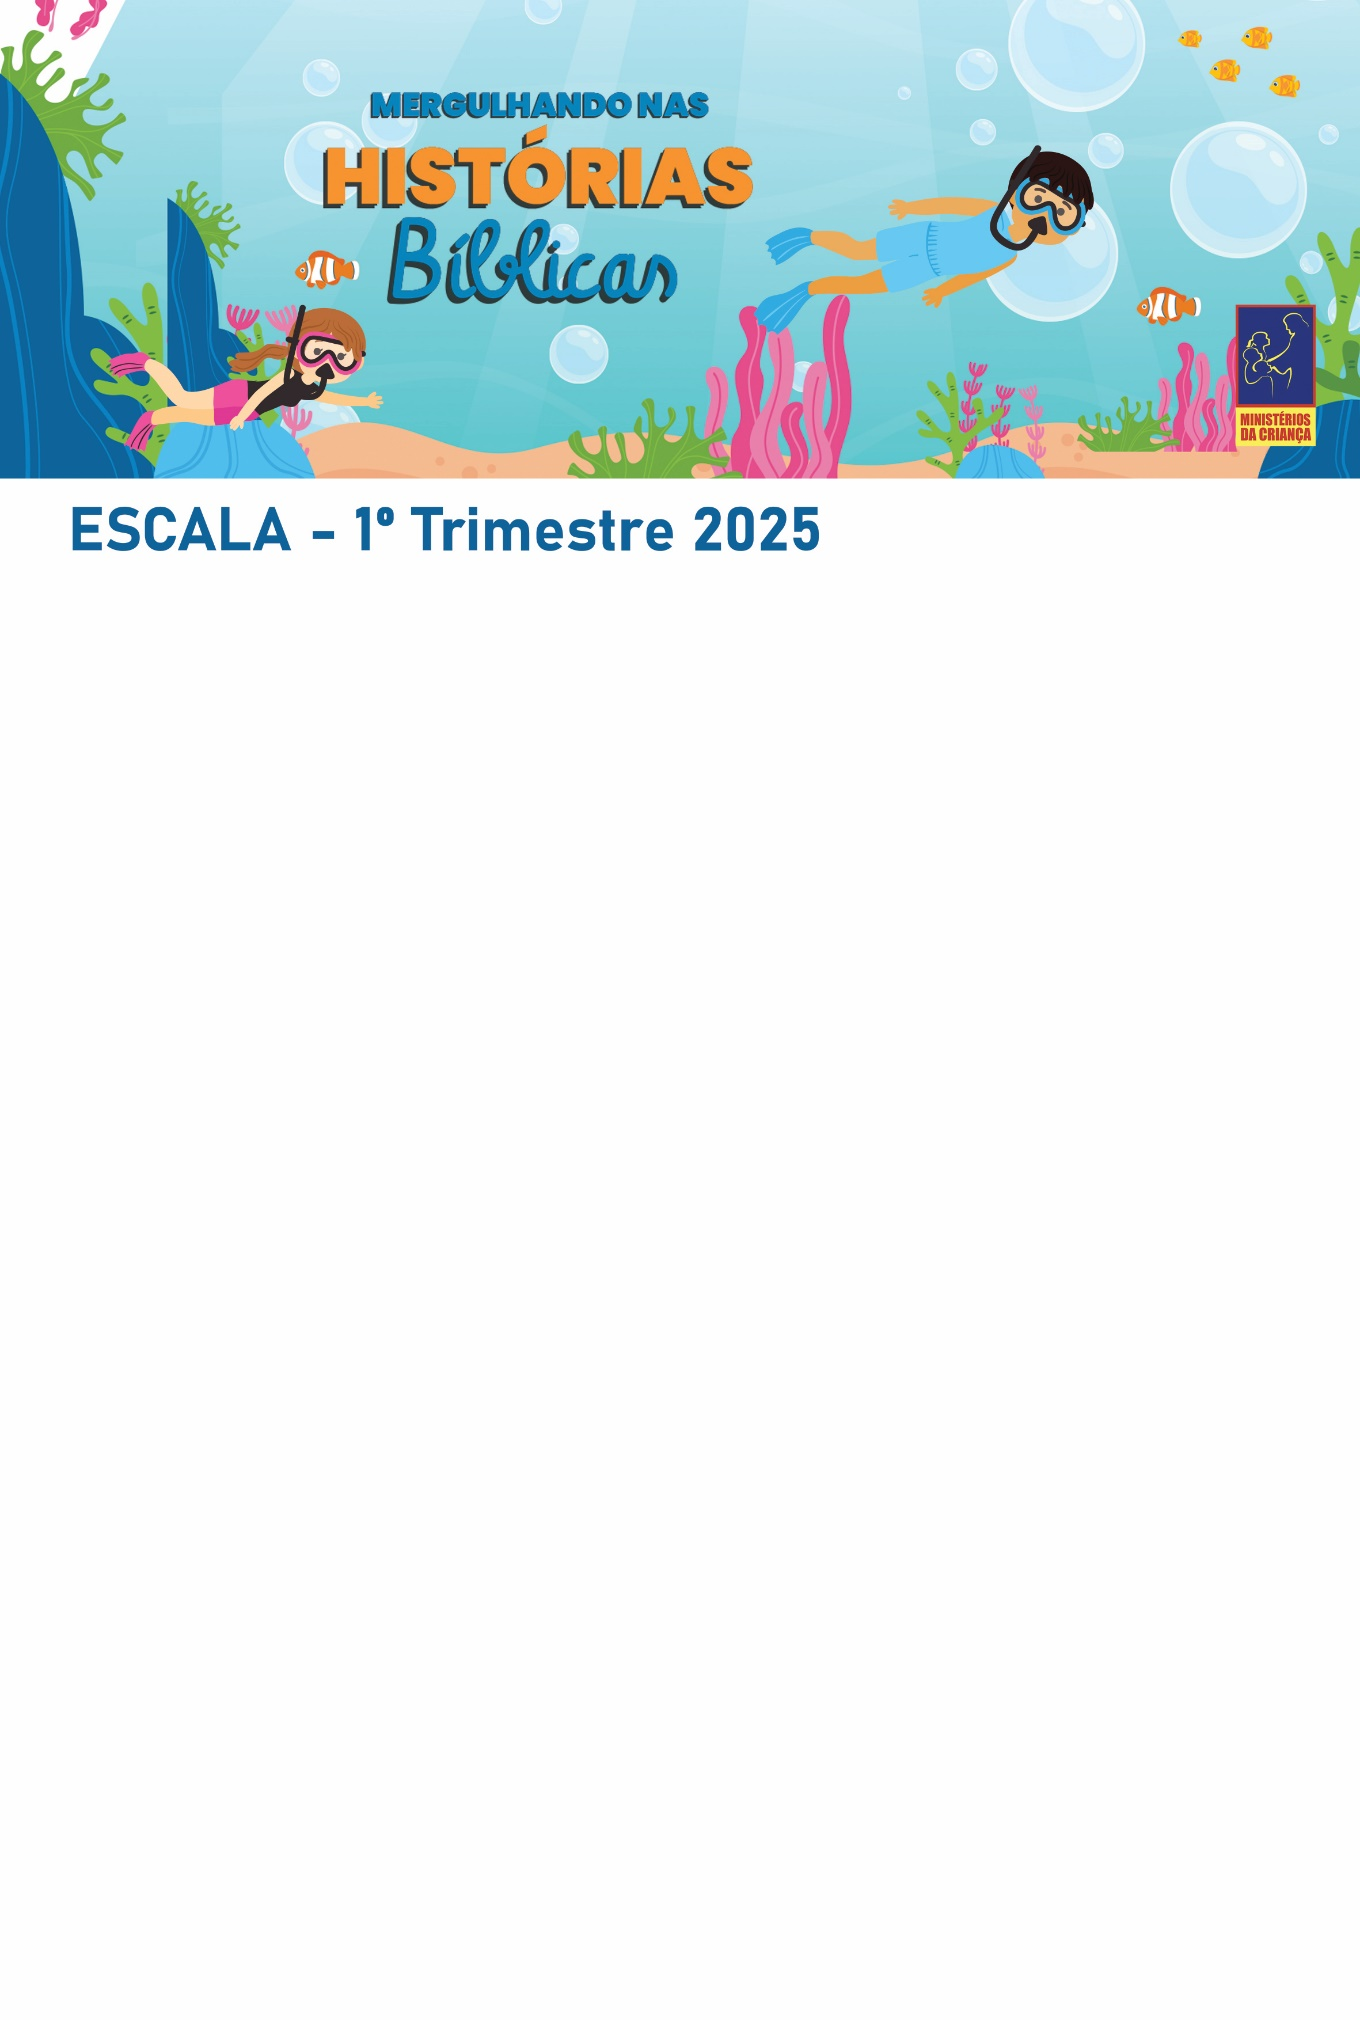 MERGULHANDO NAS
HISTÓRIAS
Bíblicas
MINISTÉRIOS
DA CRIANÇA
ESCALA - 1º Trimestre 2025